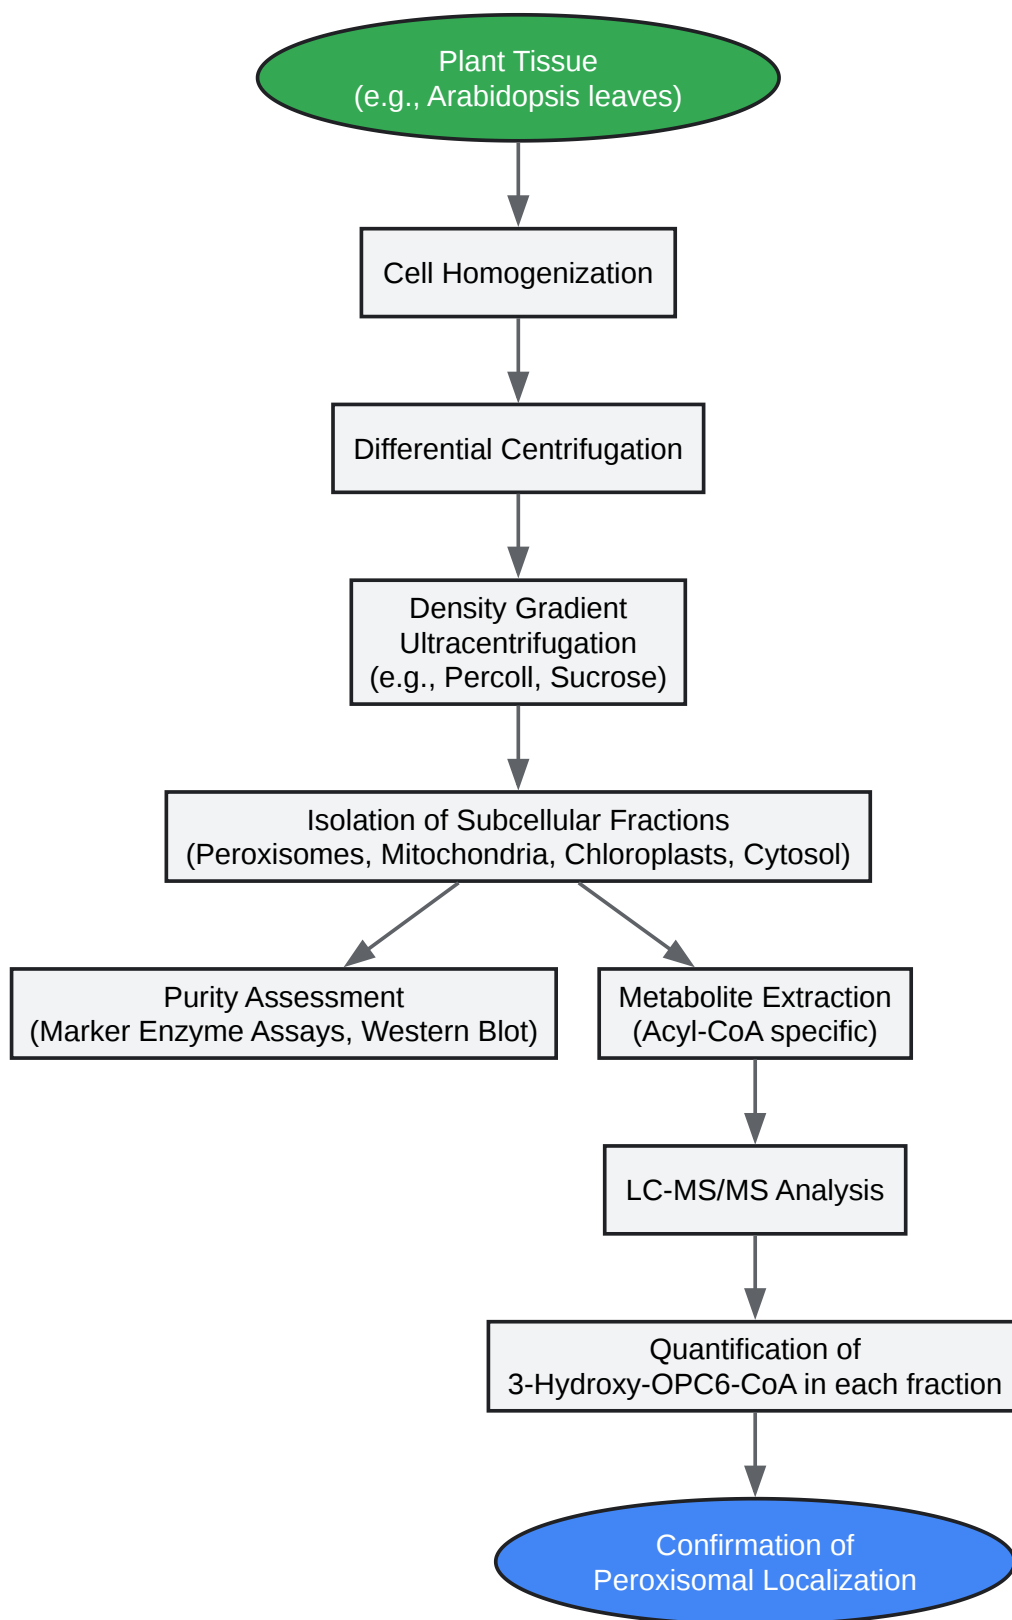 Plant Tissue
(e.g., Arabidopsis leaves)
Cell Homogenization
Differential Centrifugation
Density Gradient
Ultracentrifugation
(e.g., Percoll, Sucrose)
Isolation of Subcellular Fractions
(Peroxisomes, Mitochondria, Chloroplasts, Cytosol)
Purity Assessment
(Marker Enzyme Assays, Western Blot)
Metabolite Extraction
(Acyl-CoA specific)
LC-MS/MS Analysis
Quantification of
3-Hydroxy-OPC6-CoA in each fraction
Confirmation of
Peroxisomal Localization